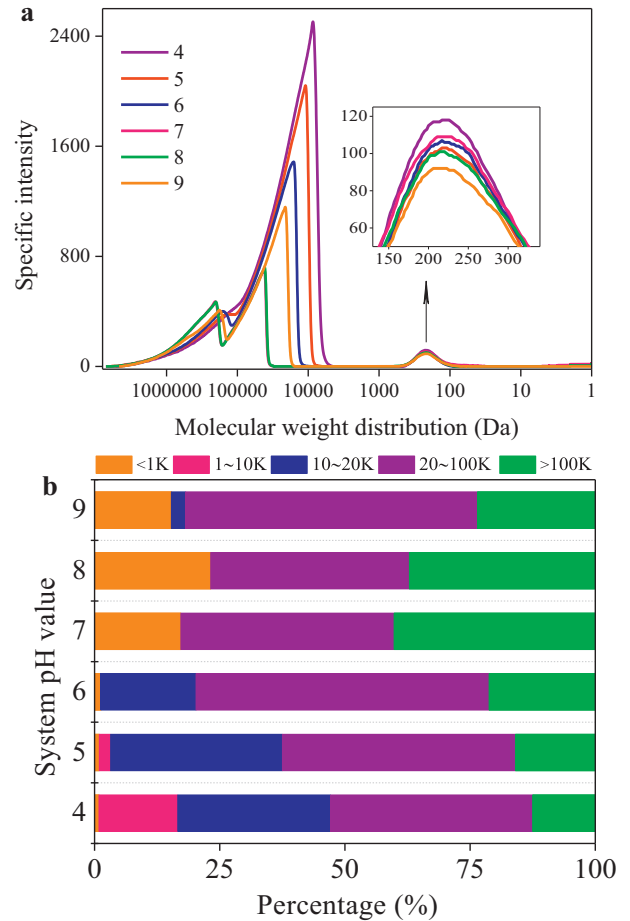 a
2400
1600
800
0
Specific intensity
4
5
6
7
8
9
120
100
80
60
150 200 250 300
1000000 100000 10000 1000 100 10 1
Molecular weight distribution (Da)
<1K 1~10K 10~20K 20~100K >100K
b
9
8
7
6
5
4
System pH value
0 25 50 75 100
Percentage (%)